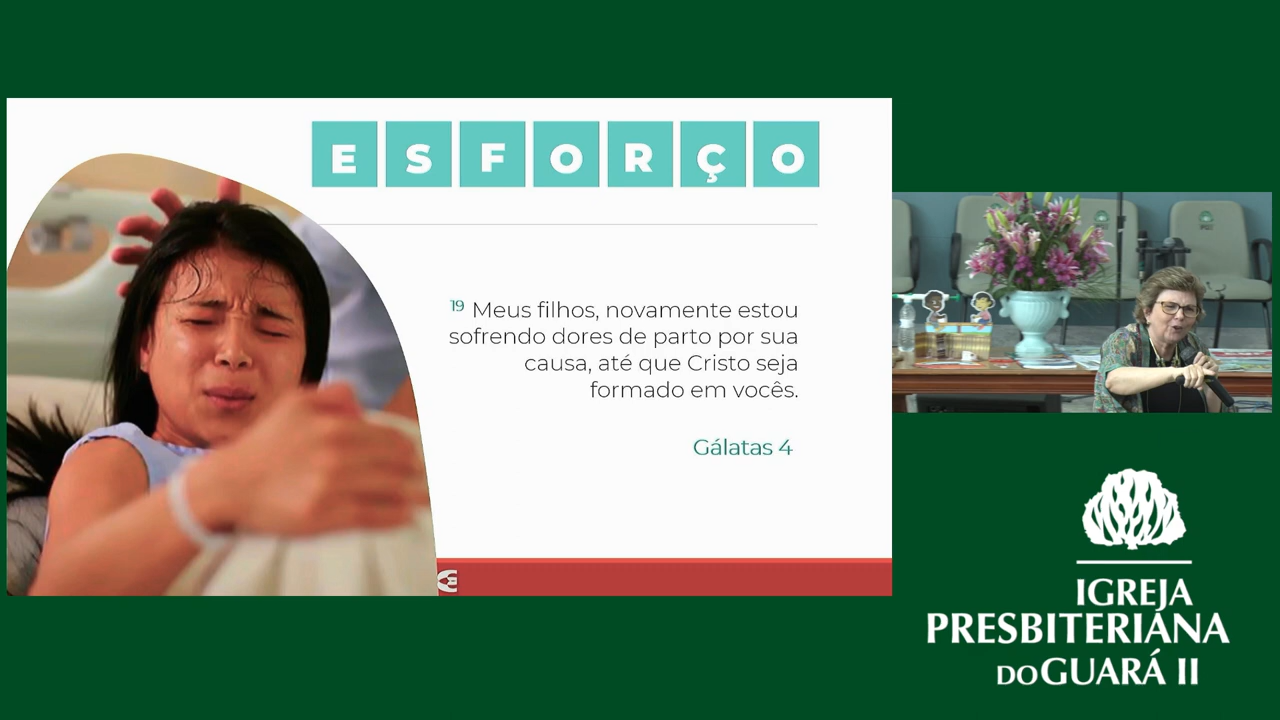 ESFORÇO
19 Meus filhos, novamente estou
sofrendo dores de parto por sua
causa, até que Cristo seja
formado em vocês.
Gálatas 4
IGREJA
PRESBITERIANA
DO GUARÁ II